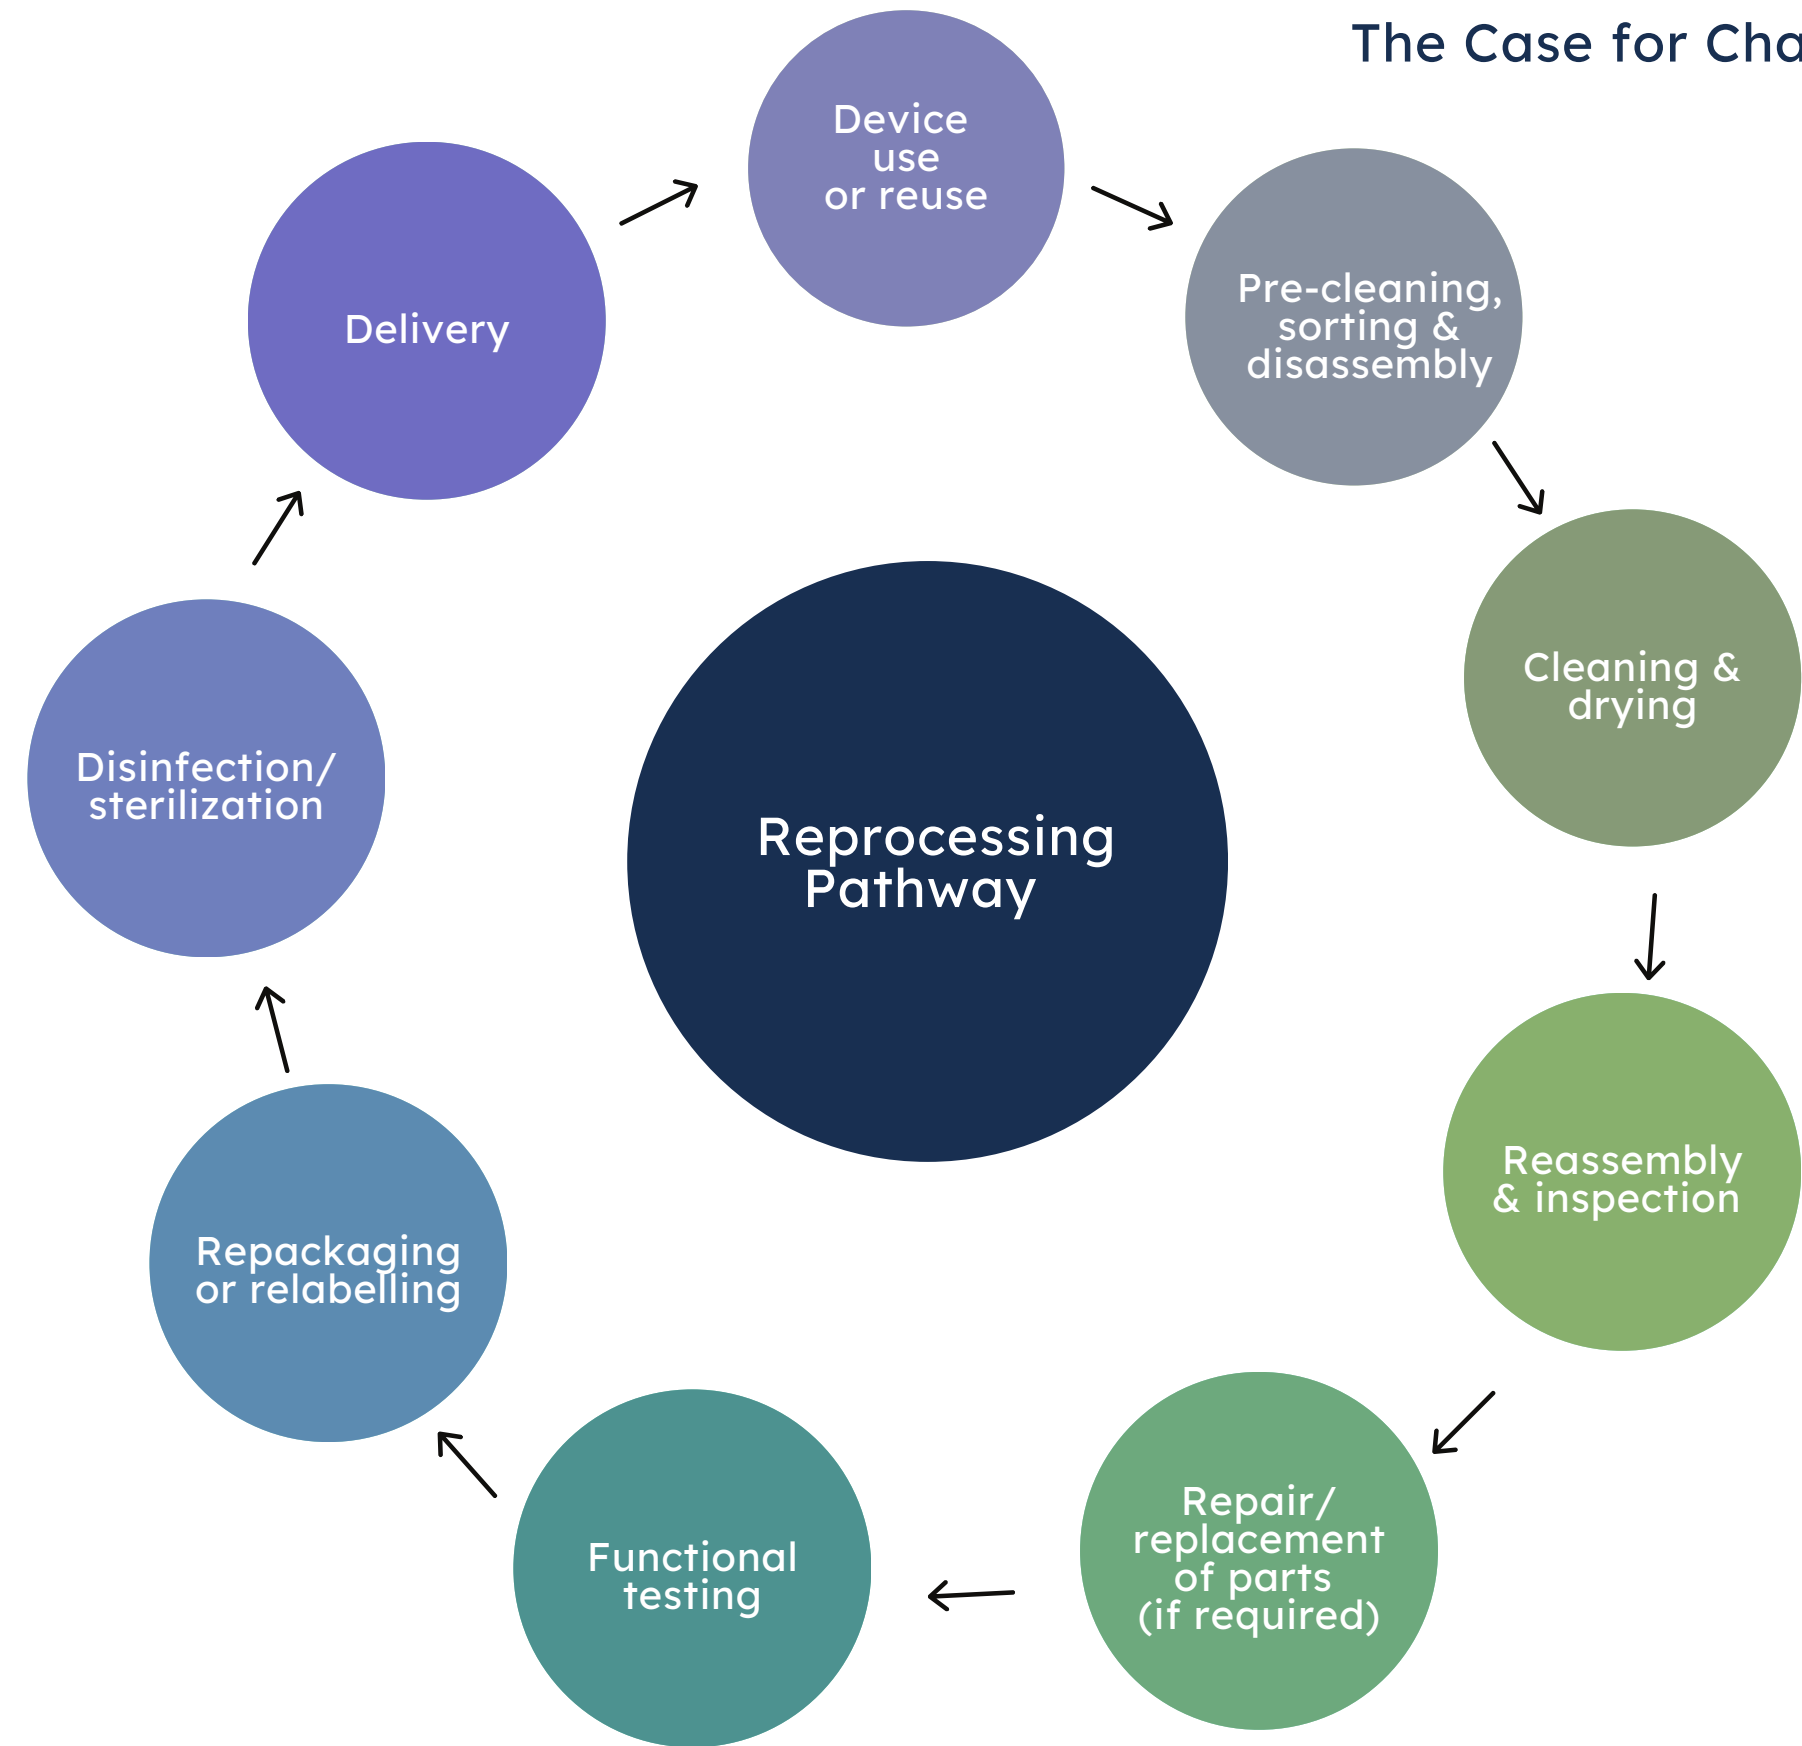 The Case for Cha
Device
use
or reuse
Pre-cleaning,
sorting &
disassembly
Cleaning &
drying
Reassembly
& inspection
Repair/
replacement
of parts
(if required)
Functional
testing
Repackaging
or relabelling
Disinfection/
sterilization
Delivery
Reprocessing
Pathway